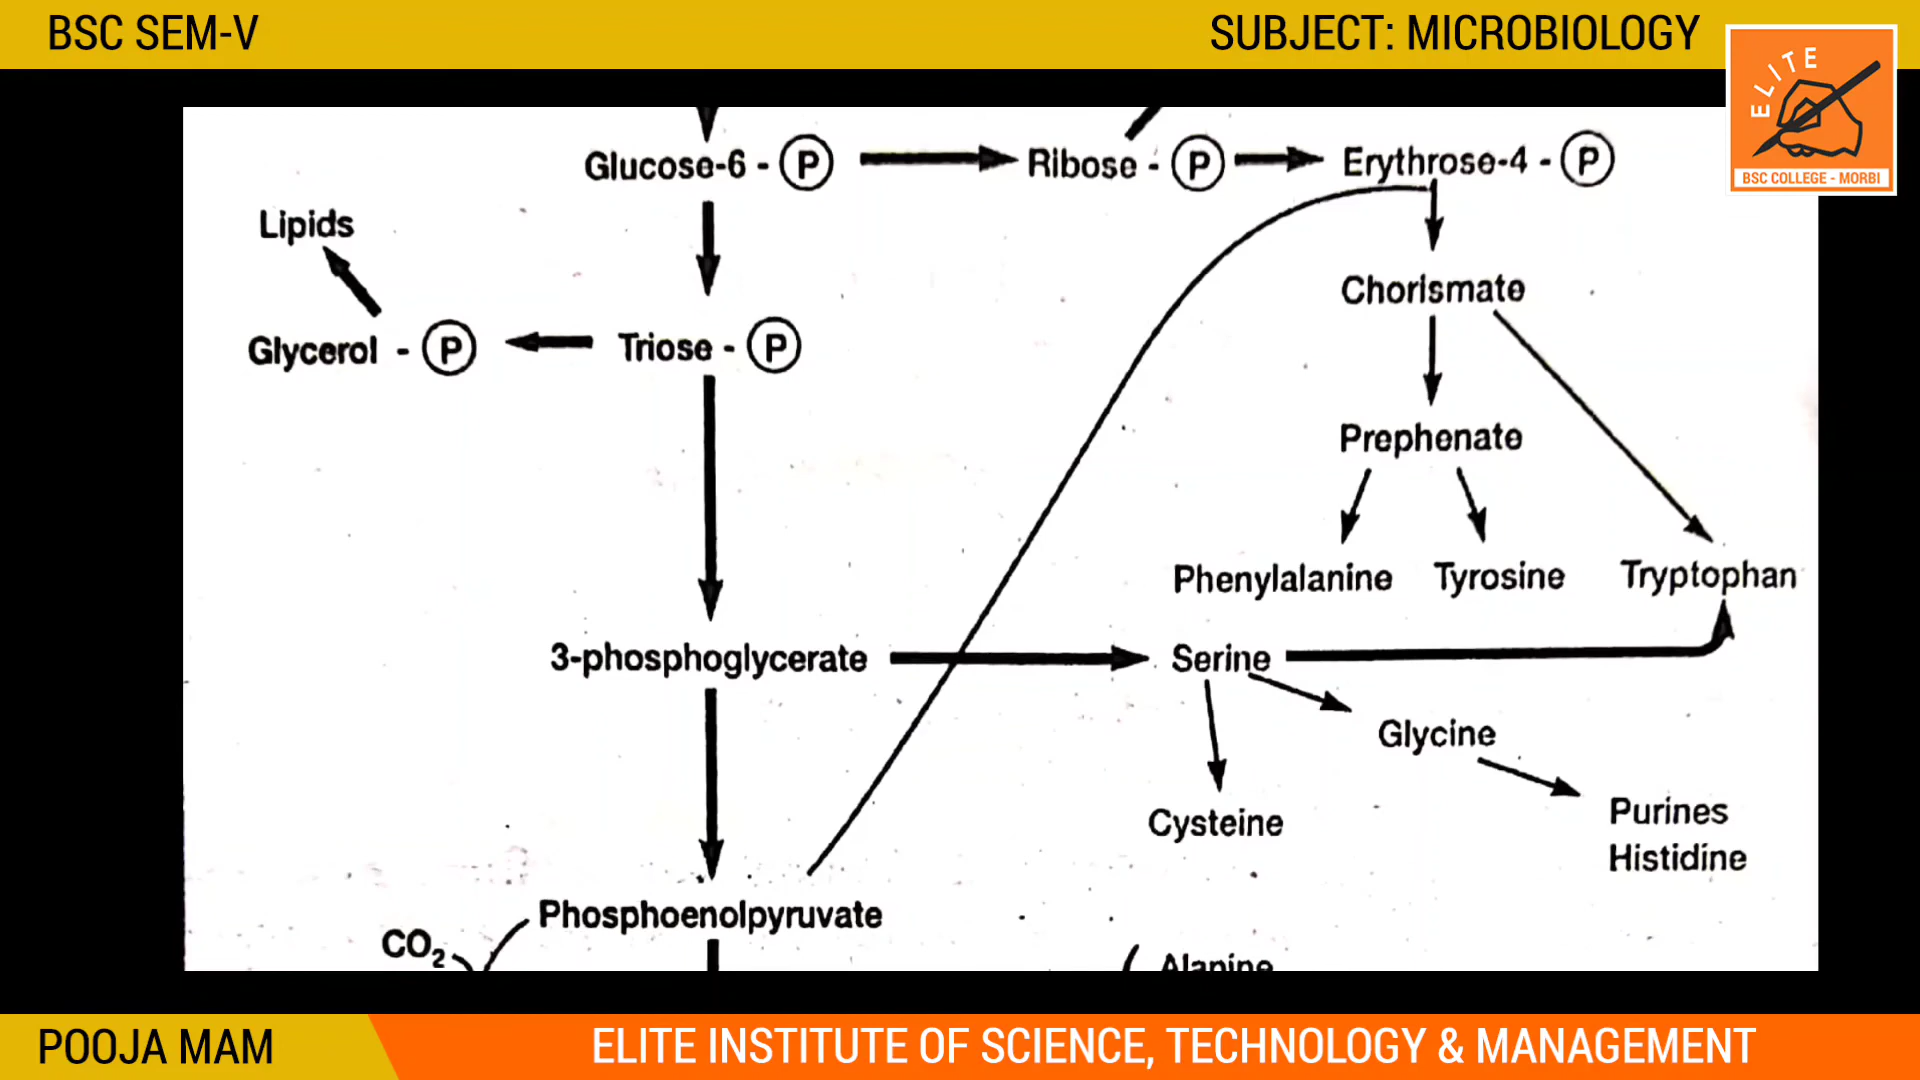 BSC SEM-V
SUBJECT: MICROBIOLOGY
ELITE
BSC COLLEGE - MORBI
Glucose-6 - P
Ribose - P
Erythrose-4 - P
Lipids
Chorismate
Glycerol - P
Triose - P
Prephenate
Phenylalanine
Tyrosine
Tryptophan
3-phosphoglycerate
Serine
Glycine
Cysteine
Purines
Histidine
Phosphoenolpyruvate
CO₂
Alanine
POOJA MAM
ELITE INSTITUTE OF SCIENCE, TECHNOLOGY & MANAGEMENT